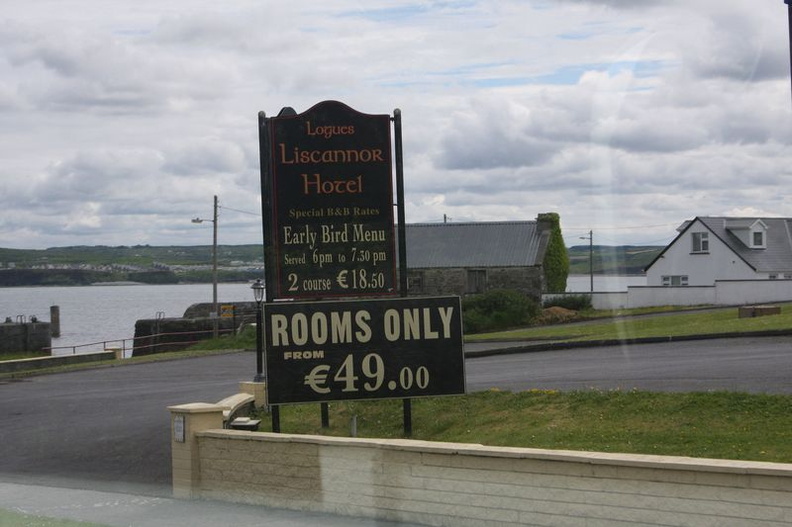 Logues
Liscannor
Hotel
Special B&B Rates
Early Bird Menu
Served 6pm to 7.30 pm
2 course €18.50
ROOMS ONLY
FROM
€49.00